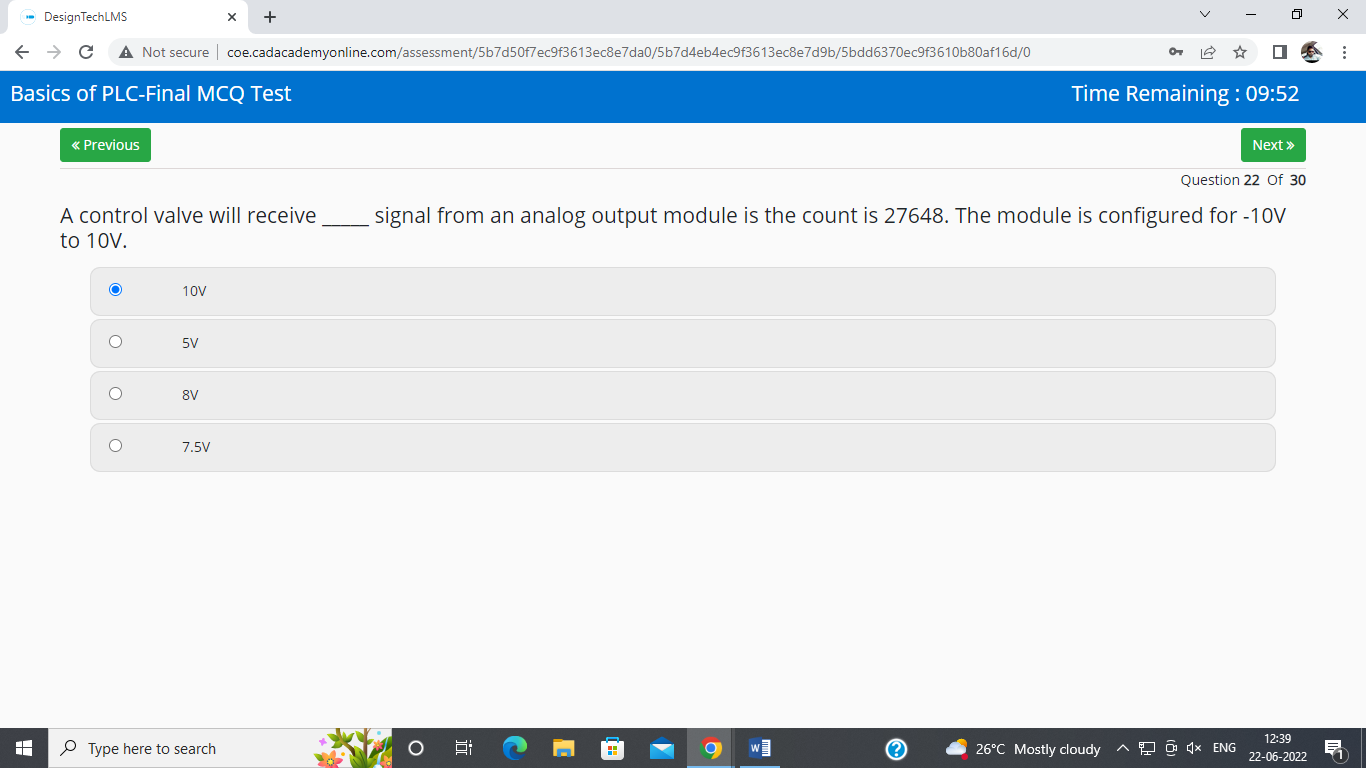 DesignTechLMS
Not secure
coe.cadacademyonline.com/assessment/5b7d50f7ec9f3613ec8e7da0/5b7d4eb4ec9f3613ec8e7d9b/5bdd6370ec9f3610b80af16d/0
Basics of PLC-Final MCQ Test
Time Remaining : 09:52
« Previous
Next »
Question 22 Of 30
A control valve will receive _____ signal from an analog output module is the count is 27648. The module is configured for -10V
to 10V.
10V
5V
8V
7.5V
Type here to search
26°C Mostly cloudy
ENG
12:39
22-06-2022
1